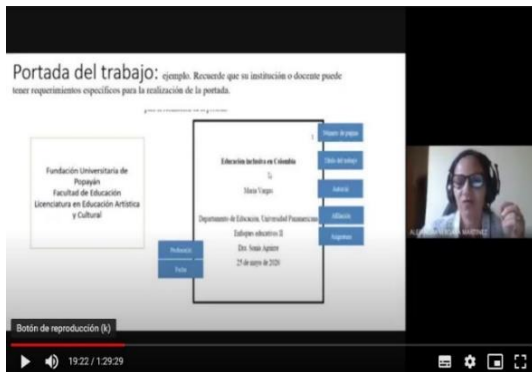 Portada del trabajo: ejemplo. Recuerde que su institución o docente puede
tener requerimientos específicos para la realización de la portada.
Número de página
Educación inclusiva en Colombia
Título del trabajo
María Vargas
Autor(a)
Departamento de Educación, Universidad Panamericana
Afiliación
Enfoques educativos II
Asignatura
Profesor(a)
Dra. Sonia Aguirre
Fecha
25 de mayo de 2020
Fundación Universitaria de
Popayán
Facultad de Educación
Licenciatura en Educación Artística
y Cultural
MARTINEZ
Botón de reproducción (k)
19:22 / 1:29:29